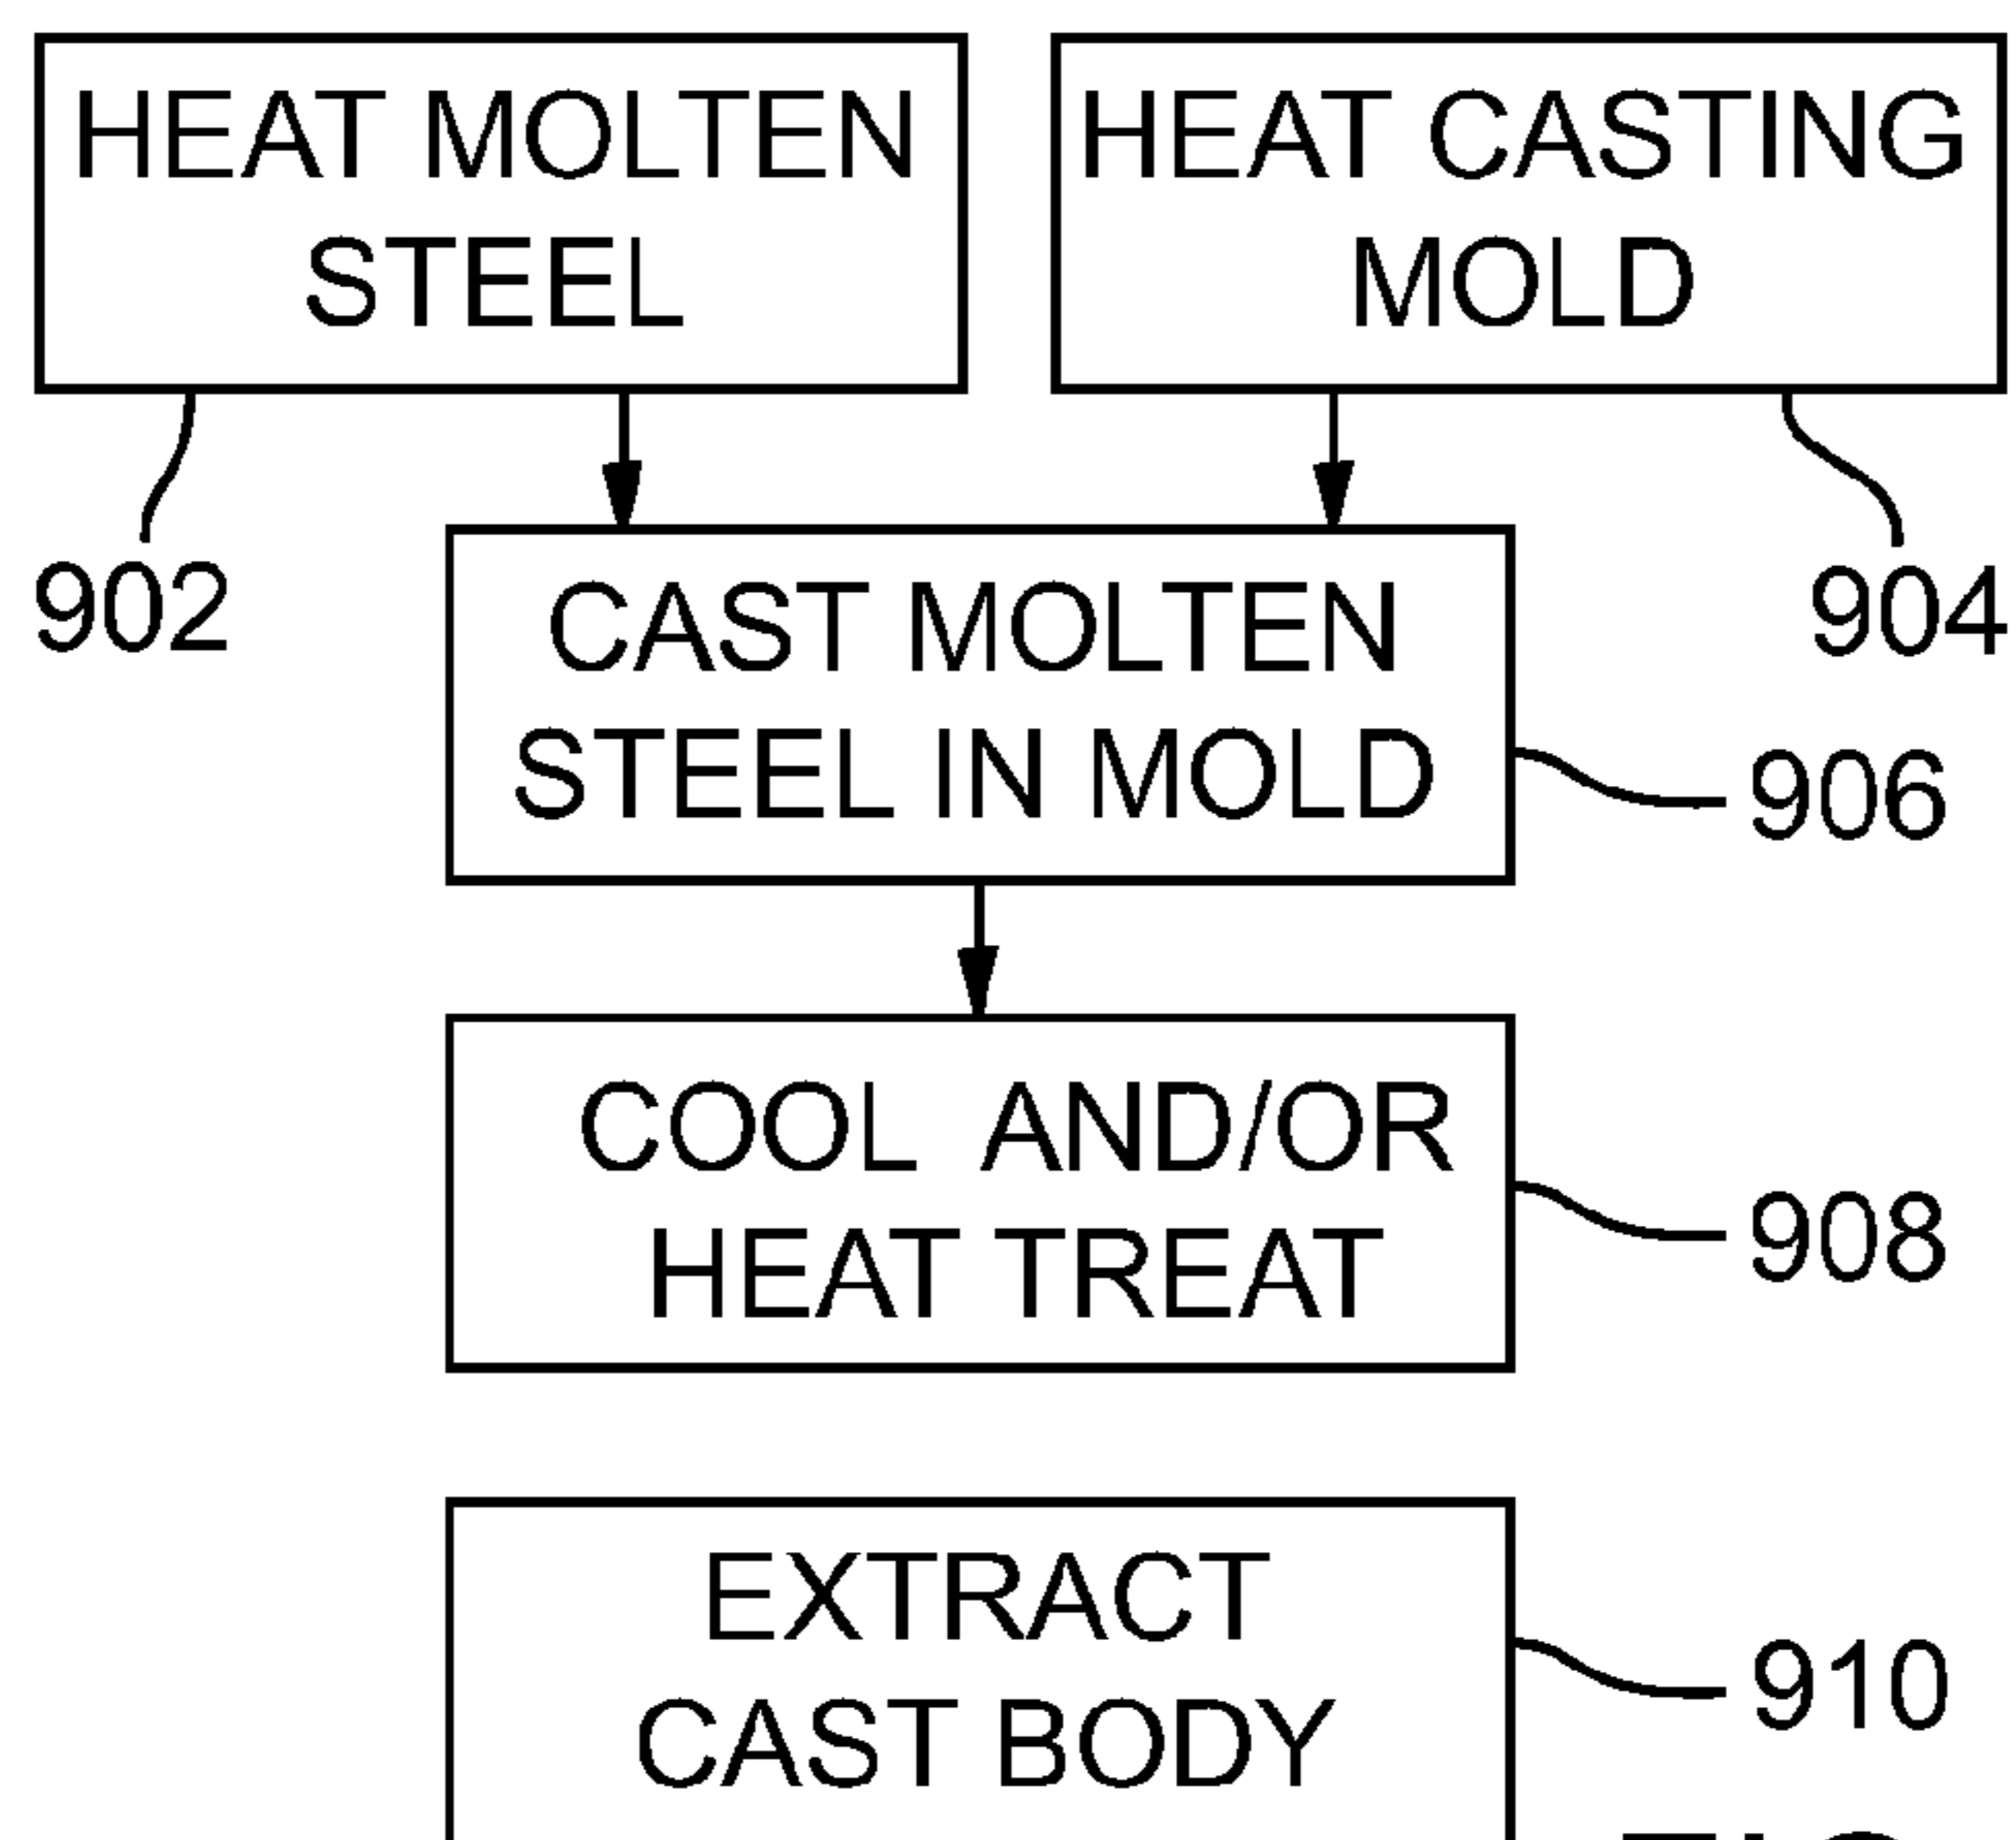 HEAT MOLTEN
STEEL
HEAT CASTING
MOLD
902
904
CAST MOLTEN
STEEL IN MOLD
906
COOL AND/OR
HEAT TREAT
908
EXTRACT
CAST BODY
910